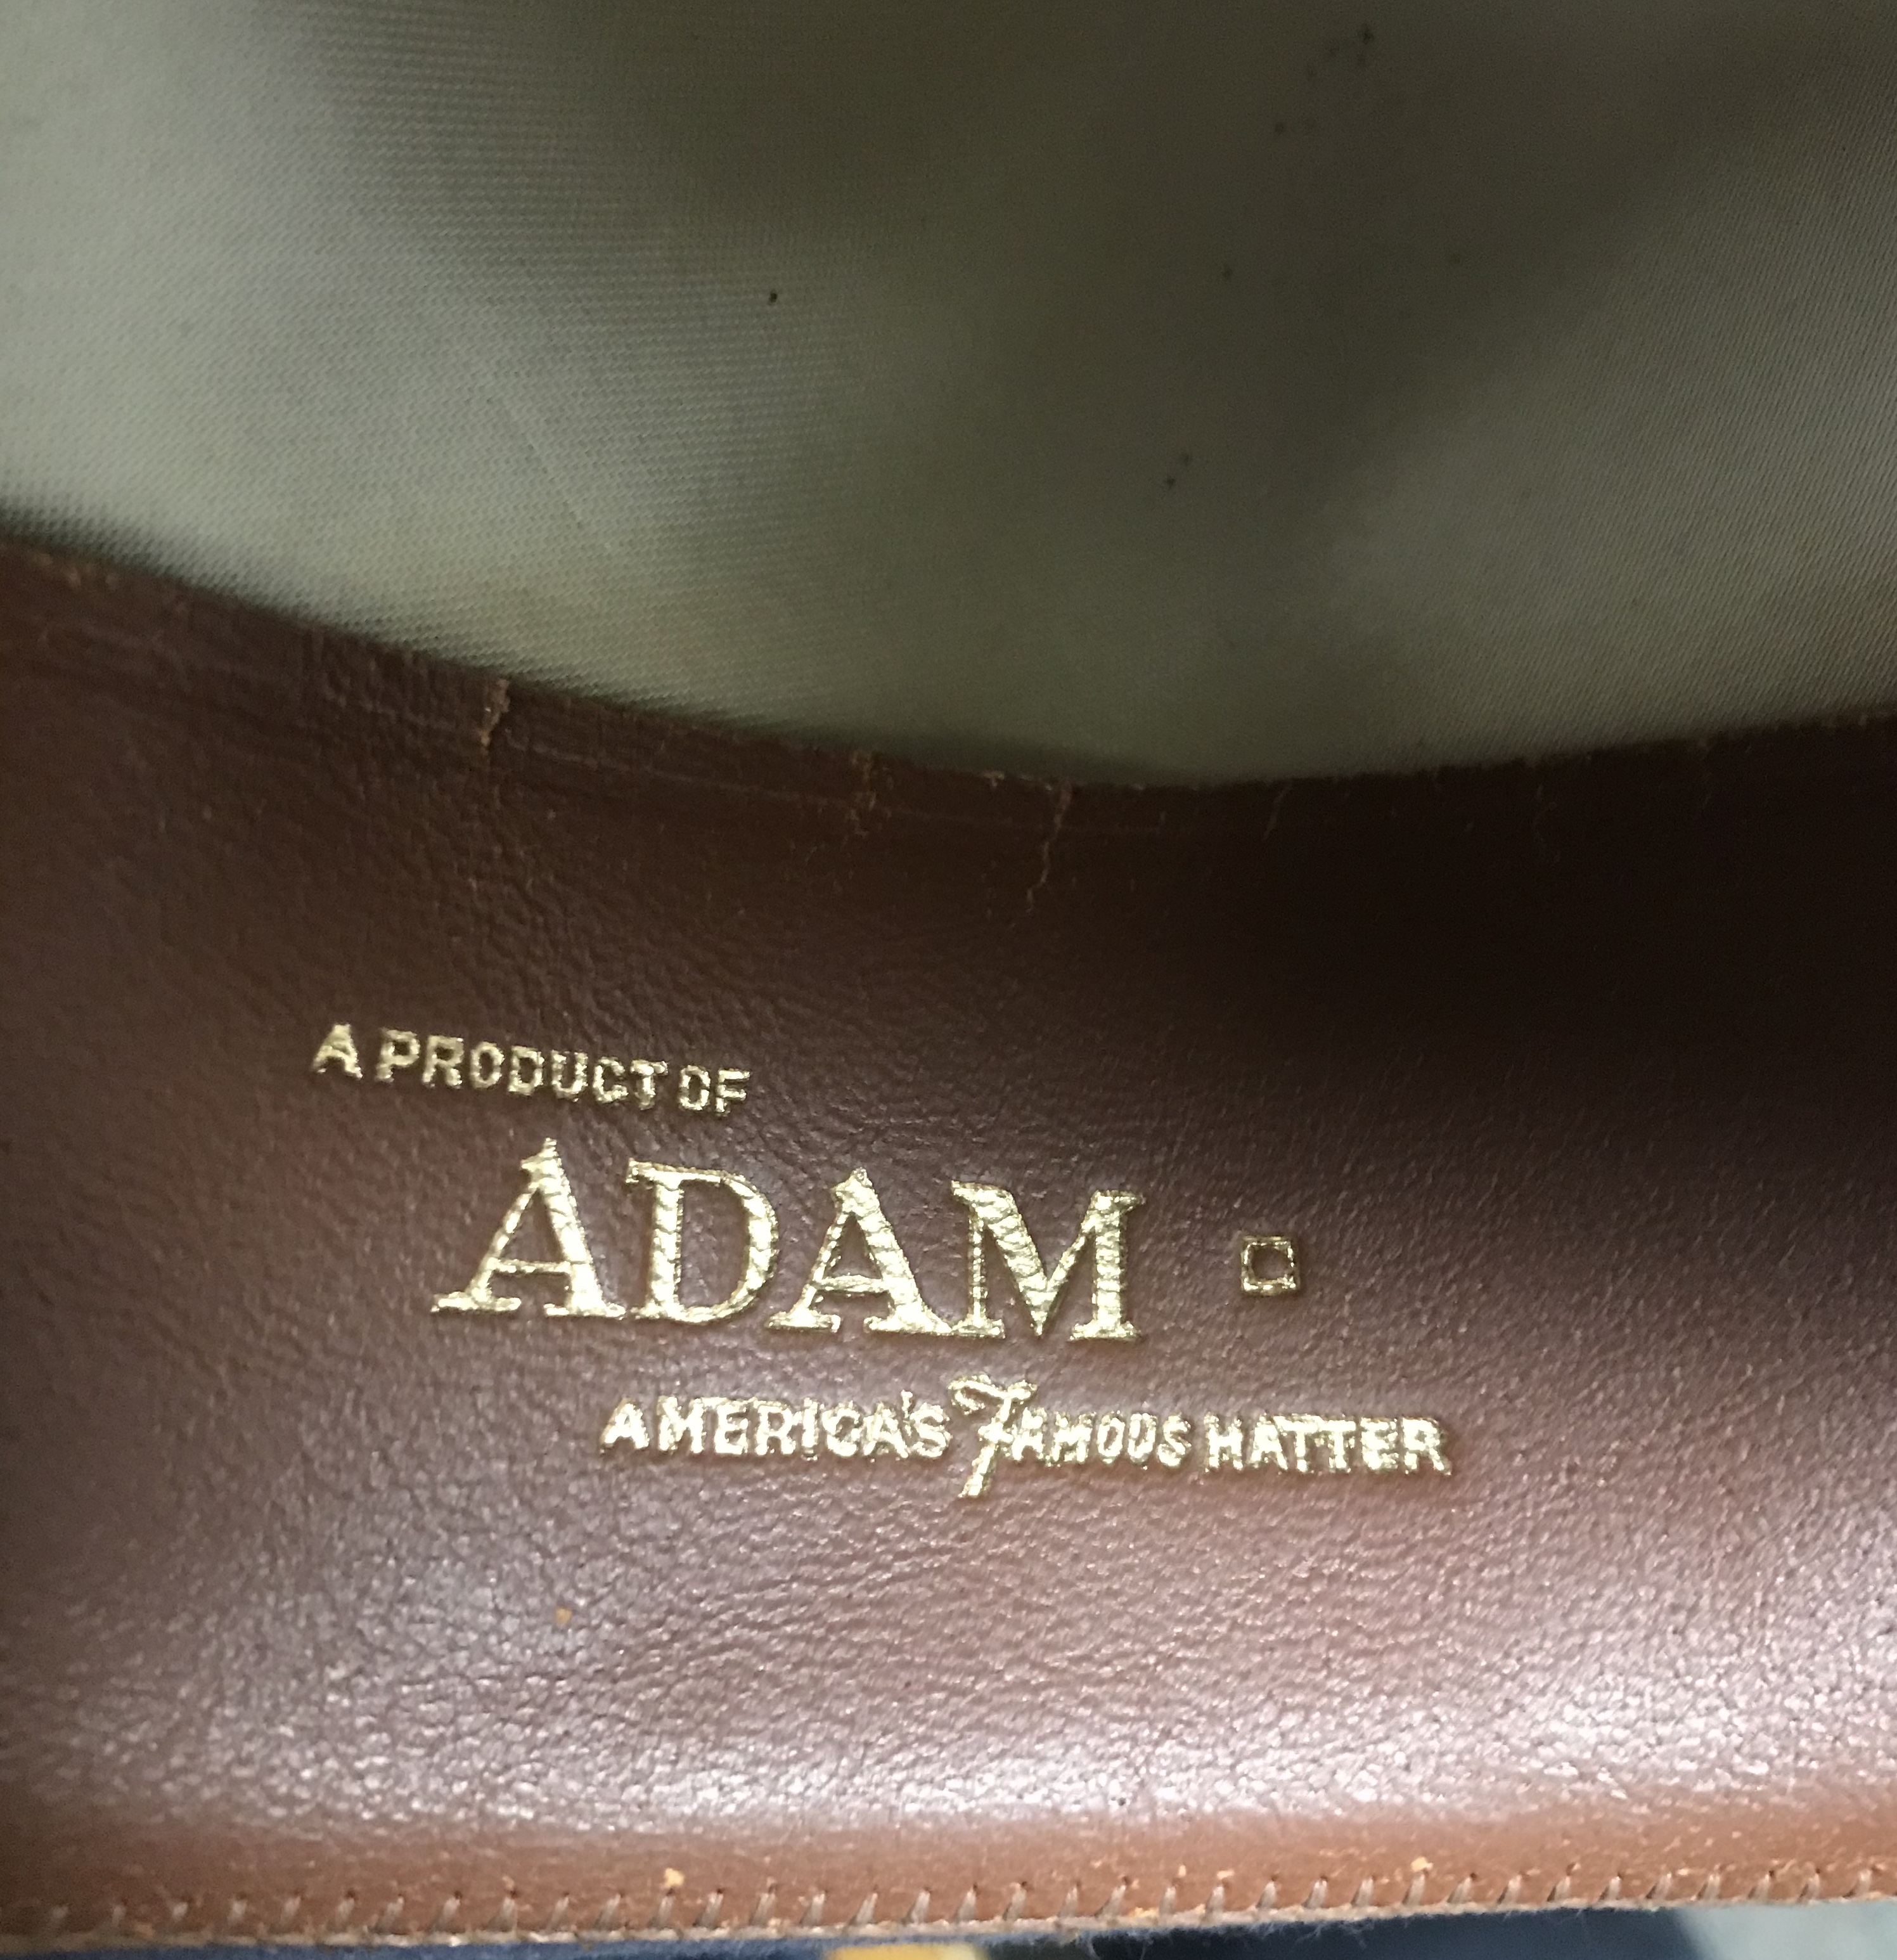 A PRODUCT OF
ADAM
AMERICA'S FAMOUS HATTER